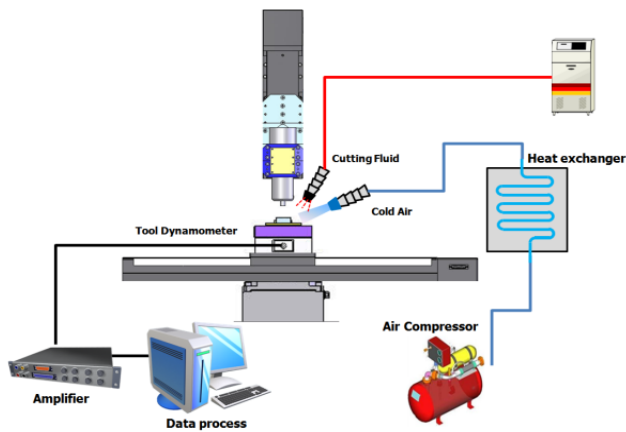 Cutting Fluid
Heat exchanger
Cold Air
Tool Dynamometer
Air Compressor
Amplifier
Data process